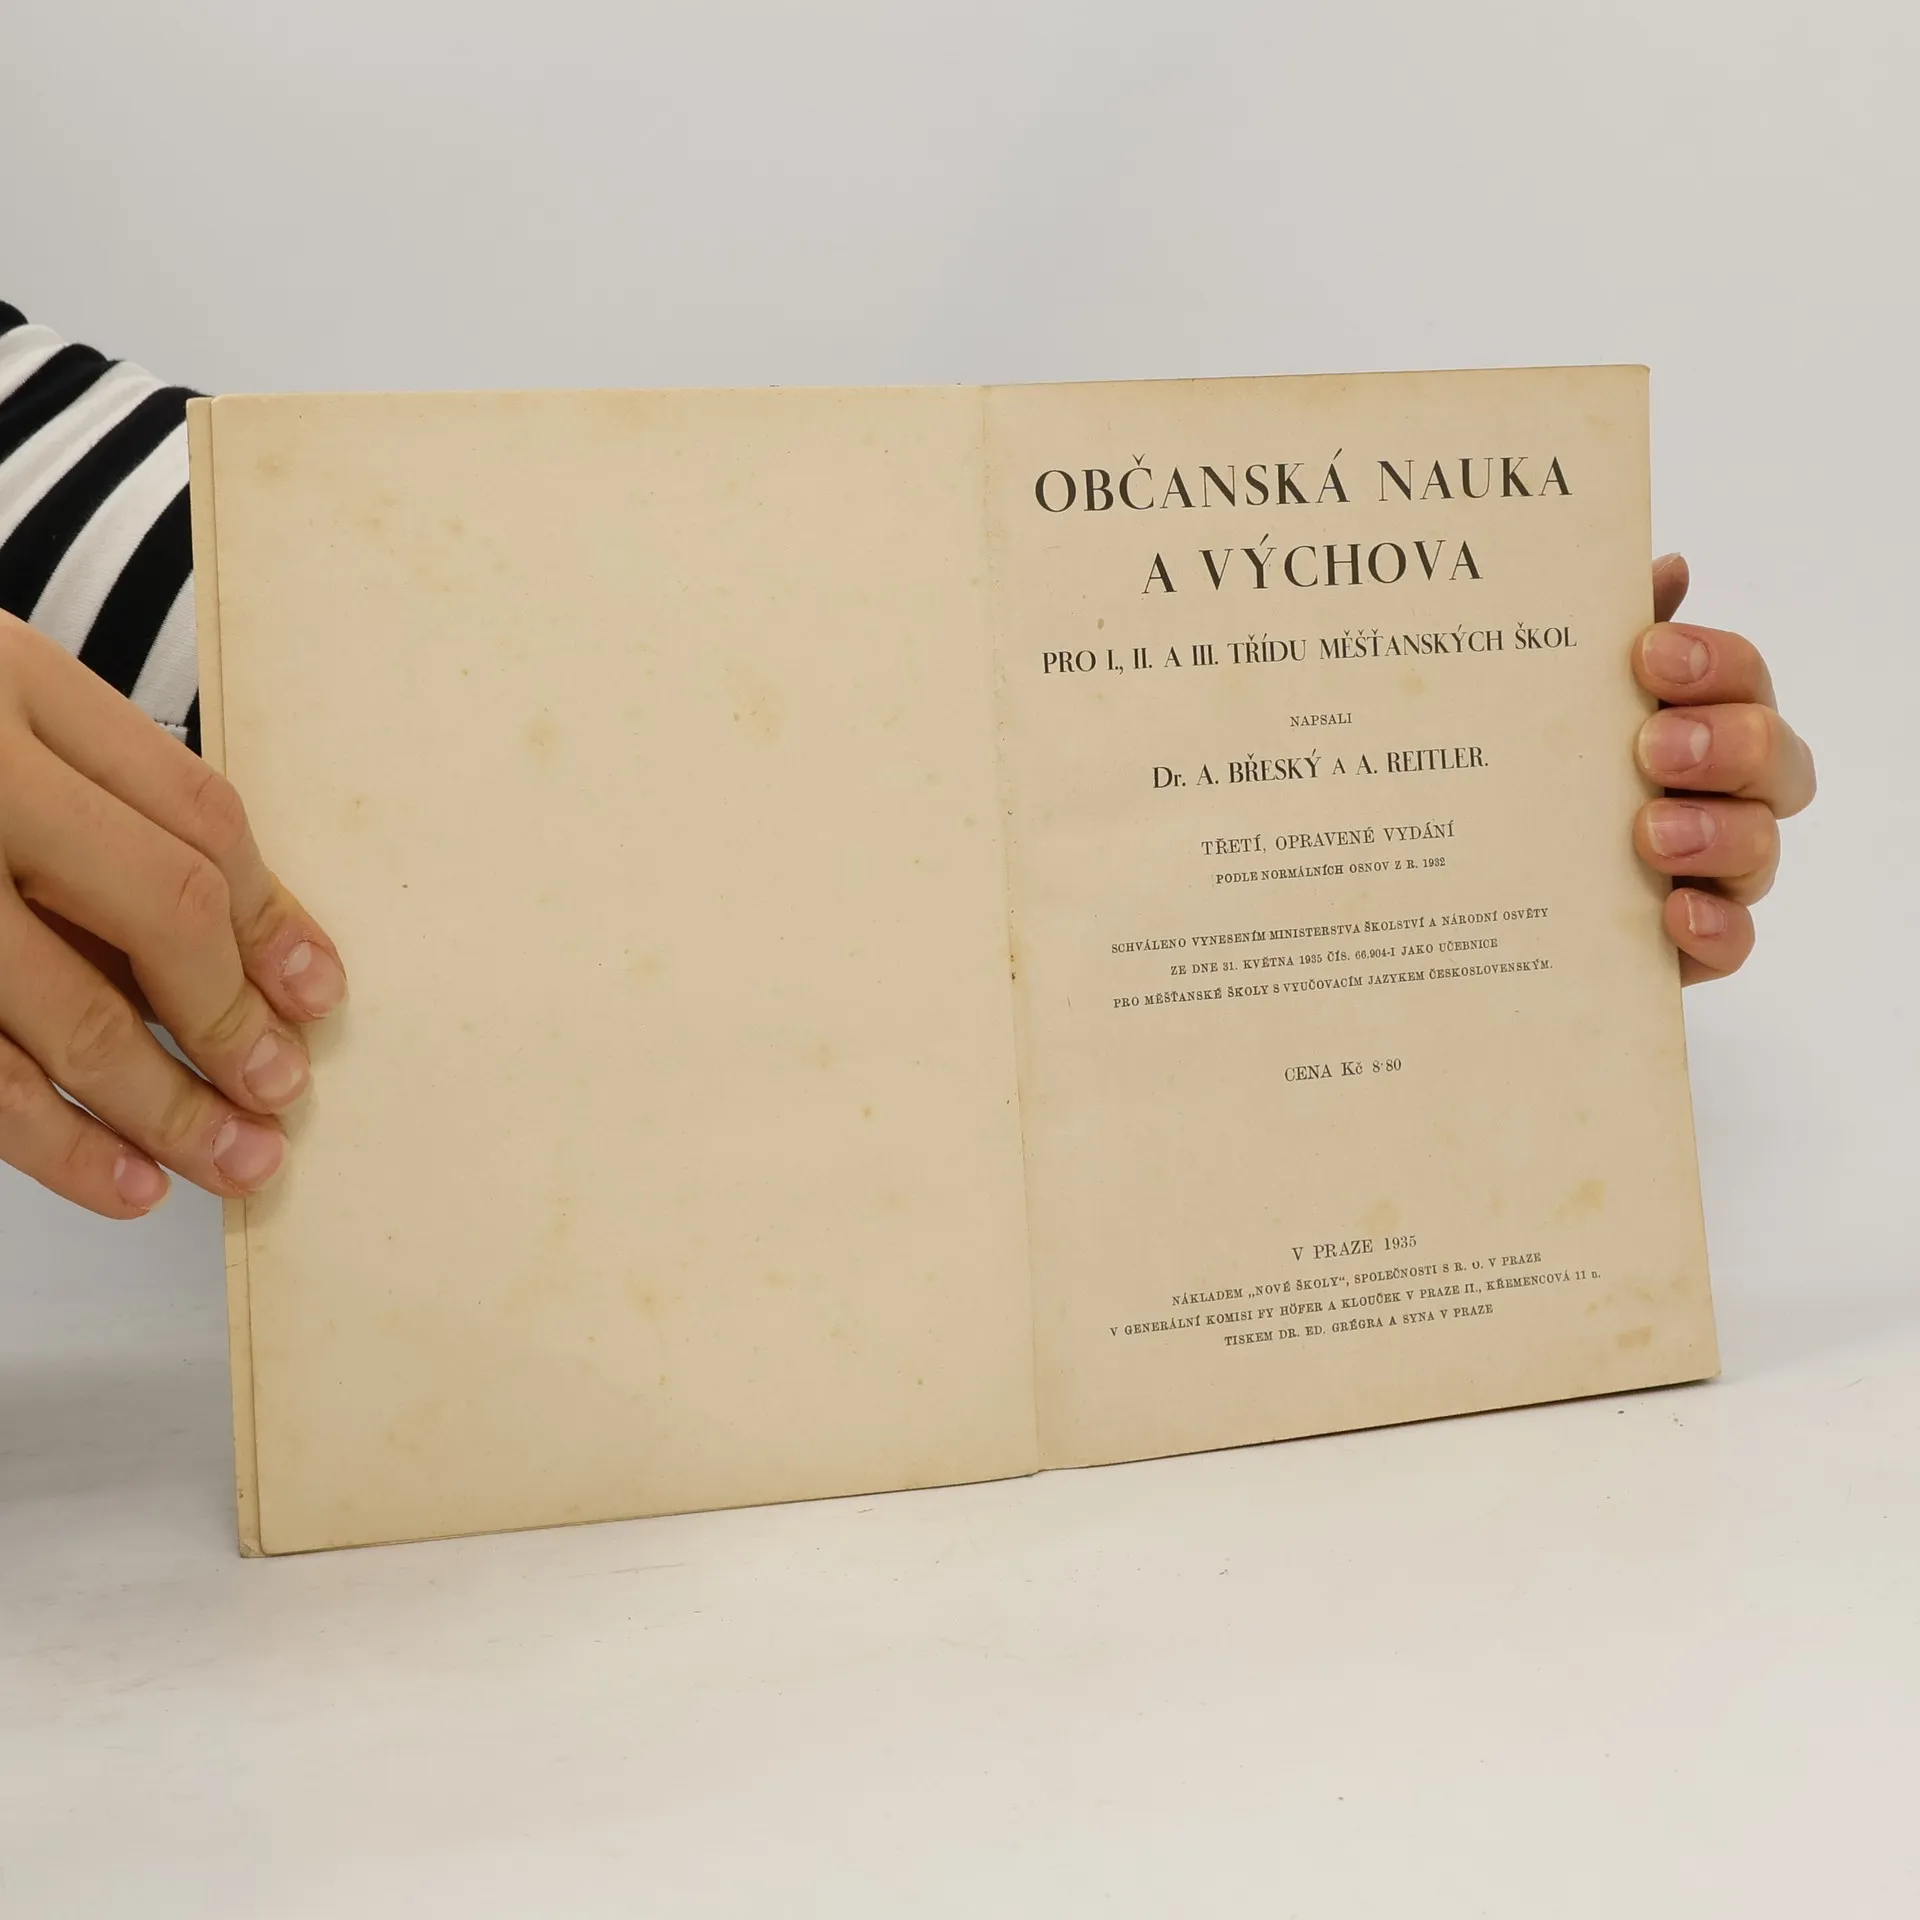 OBČANSKÁ NAUKA
A VÝCHOVA
PRO I., II. A III. TŘÍDU MĚŠŤANSKÝCH ŠKOL
NAPSALI
Dr. A. BŘESKÝ A A. REITLER.
TŘETÍ, OPRAVENÉ VYDÁNÍ
PODLE NORMÁLNÍCH OSNOV Z R. 1932
SCHVÁLENO VYNESENÍM MINISTERSTVA ŠKOLSTVÍ A NÁRODNÍ OSVĚTY
ZE DNE 31. KVĚTNA 1935 ČÍS. 66.904-I JAKO UČEBNICE
PRO MĚŠŤANSKÉ ŠKOLY S VYUČOVACÍM JAZYKEM ČESKOSLOVENSKÝM.
CENA Kč 8·80
V PRAZE 1935
NÁKLADEM „NOVÉ ŠKOLY“, SPOLEČNOSTI S R. O. V PRAZE
V GENERÁLNÍ KOMISI FY HÖFER A KLOUČEK V PRAZE II., KŘEMENCOVÁ 11 n.
TISKEM DR. ED. GRÉGRA A SYNA V PRAZE